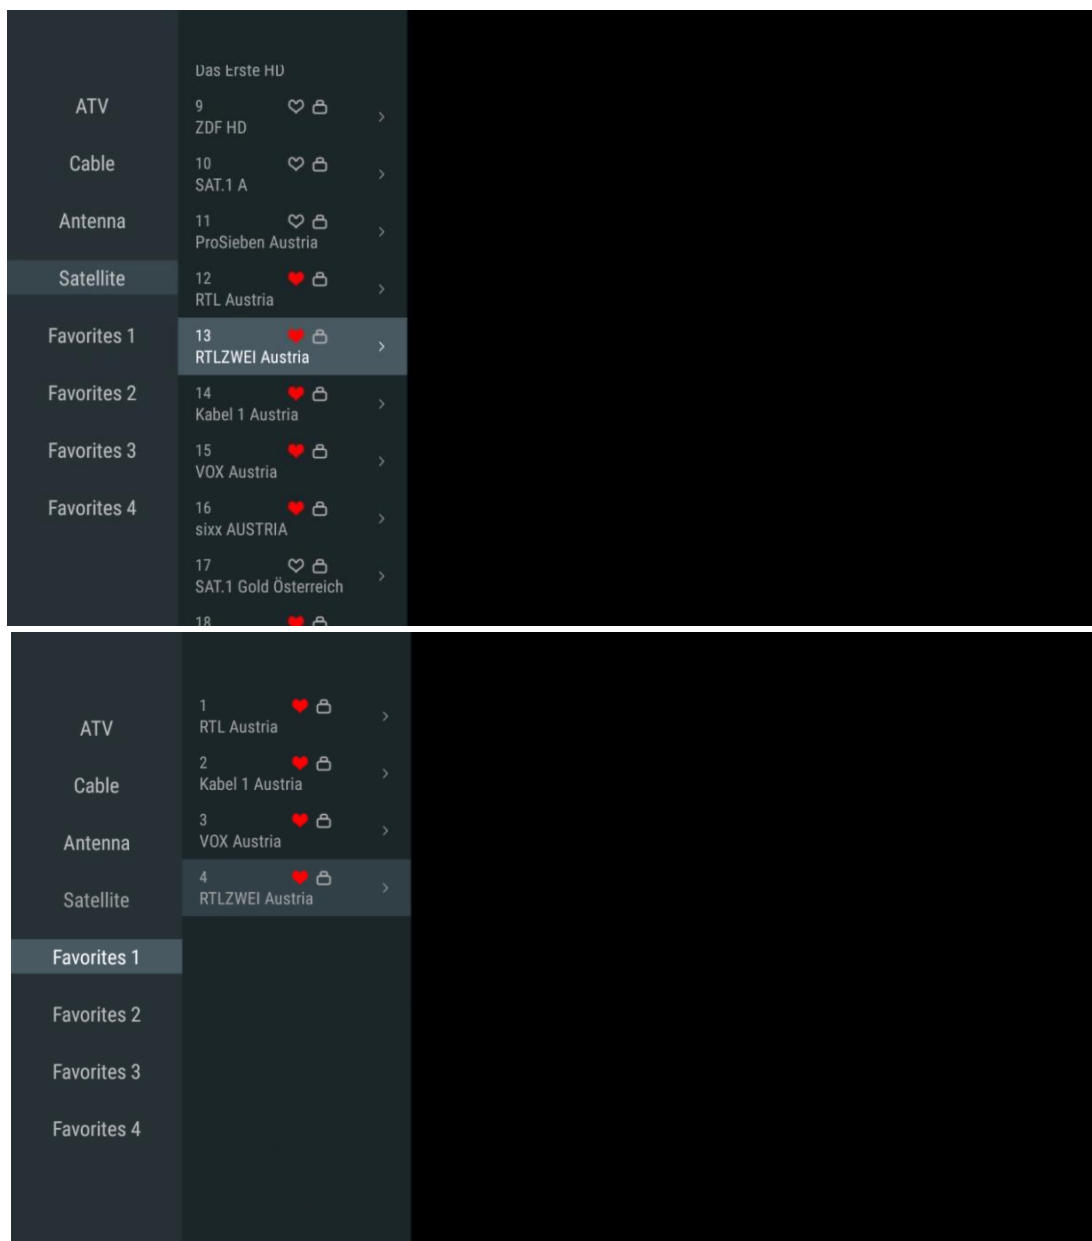 ATV
Cable
Antenna
Satellite
Favorites 1
Favorites 2
Favorites 3
Favorites 4
Das Erste HD
9
ZDF HD
10
SAT.1 A
11
ProSieben Austria
12
RTL Austria
13
RTLZWEI Austria
14
Kabel 1 Austria
15
VOX Austria
16
sixx AUSTRIA
17
SAT.1 Gold Österreich
18
ATV
Cable
Antenna
Satellite
Favorites 1
Favorites 2
Favorites 3
Favorites 4
1
RTL Austria
2
Kabel 1 Austria
3
VOX Austria
4
RTLZWEI Austria